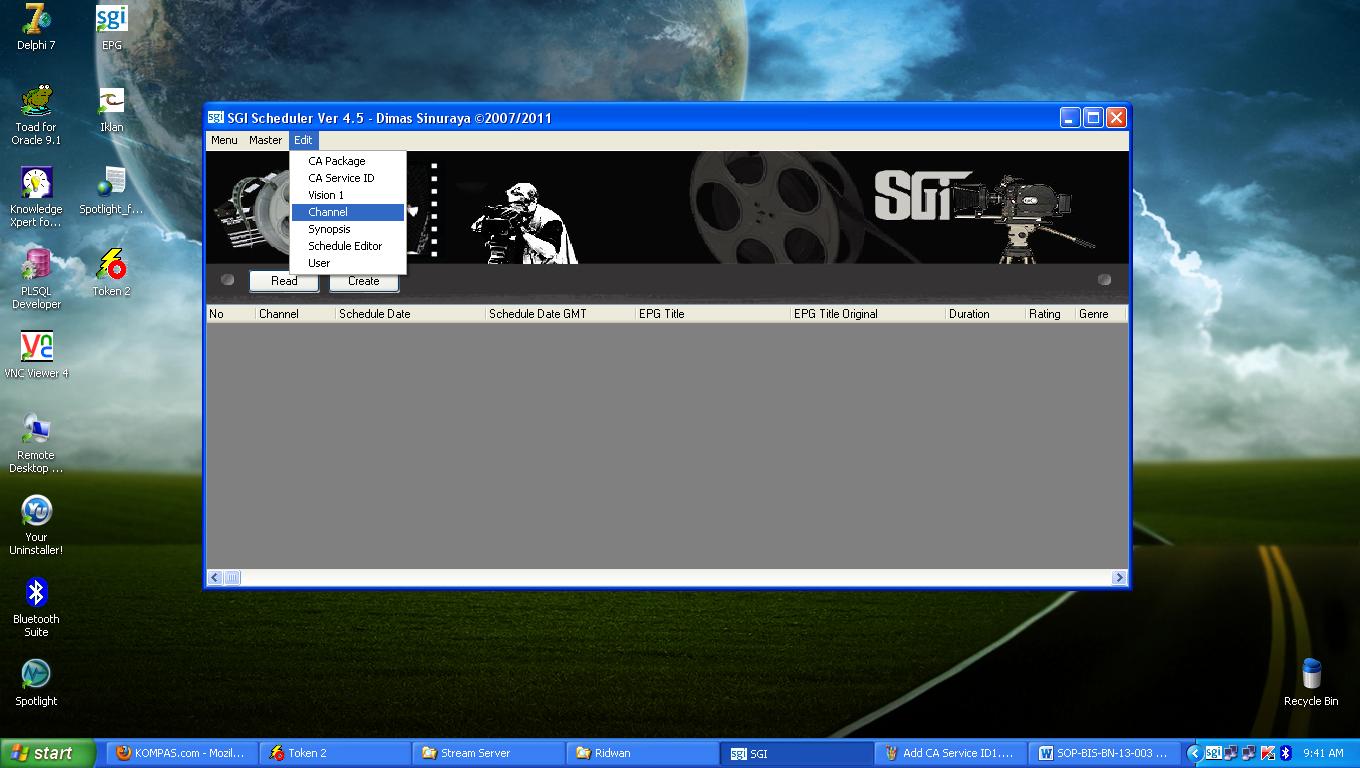 Delphi 7
sgi
EPG
Toad for
Oracle 9.1
Iklan
Knowledge
Xpert fo...
Spotlight_f...
PLSQL
Developer
Token 2
VNC Viewer 4
Remote
Desktop ...
Your
Uninstaller!
Bluetooth
Suite
Spotlight
sgi SGI Scheduler Ver 4.5 - Dimas Sinuraya ©2007/2011
Menu Master Edit
CA Package
CA Service ID
Vision 1
Channel
Synopsis
Schedule Editor
User
SGI
Read Create
No Channel Schedule Date Schedule Date GMT EPG Title EPG Title Original Duration Rating Genre
Recycle Bin
start KOMPAS.com - Mozil... Token 2 Stream Server Ridwan sgi SGI Add CA Service ID1.... SOP-BIS-BN-13-003 ... sgi 9:41 AM